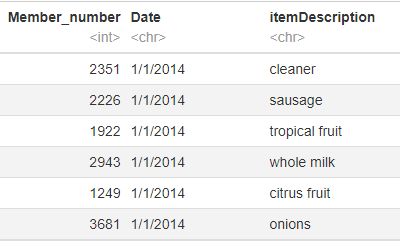 Member_number Date itemDescription
<int> <chr> <chr>
2351 1/1/2014 cleaner
2226 1/1/2014 sausage
1922 1/1/2014 tropical fruit
2943 1/1/2014 whole milk
1249 1/1/2014 citrus fruit
3681 1/1/2014 onions